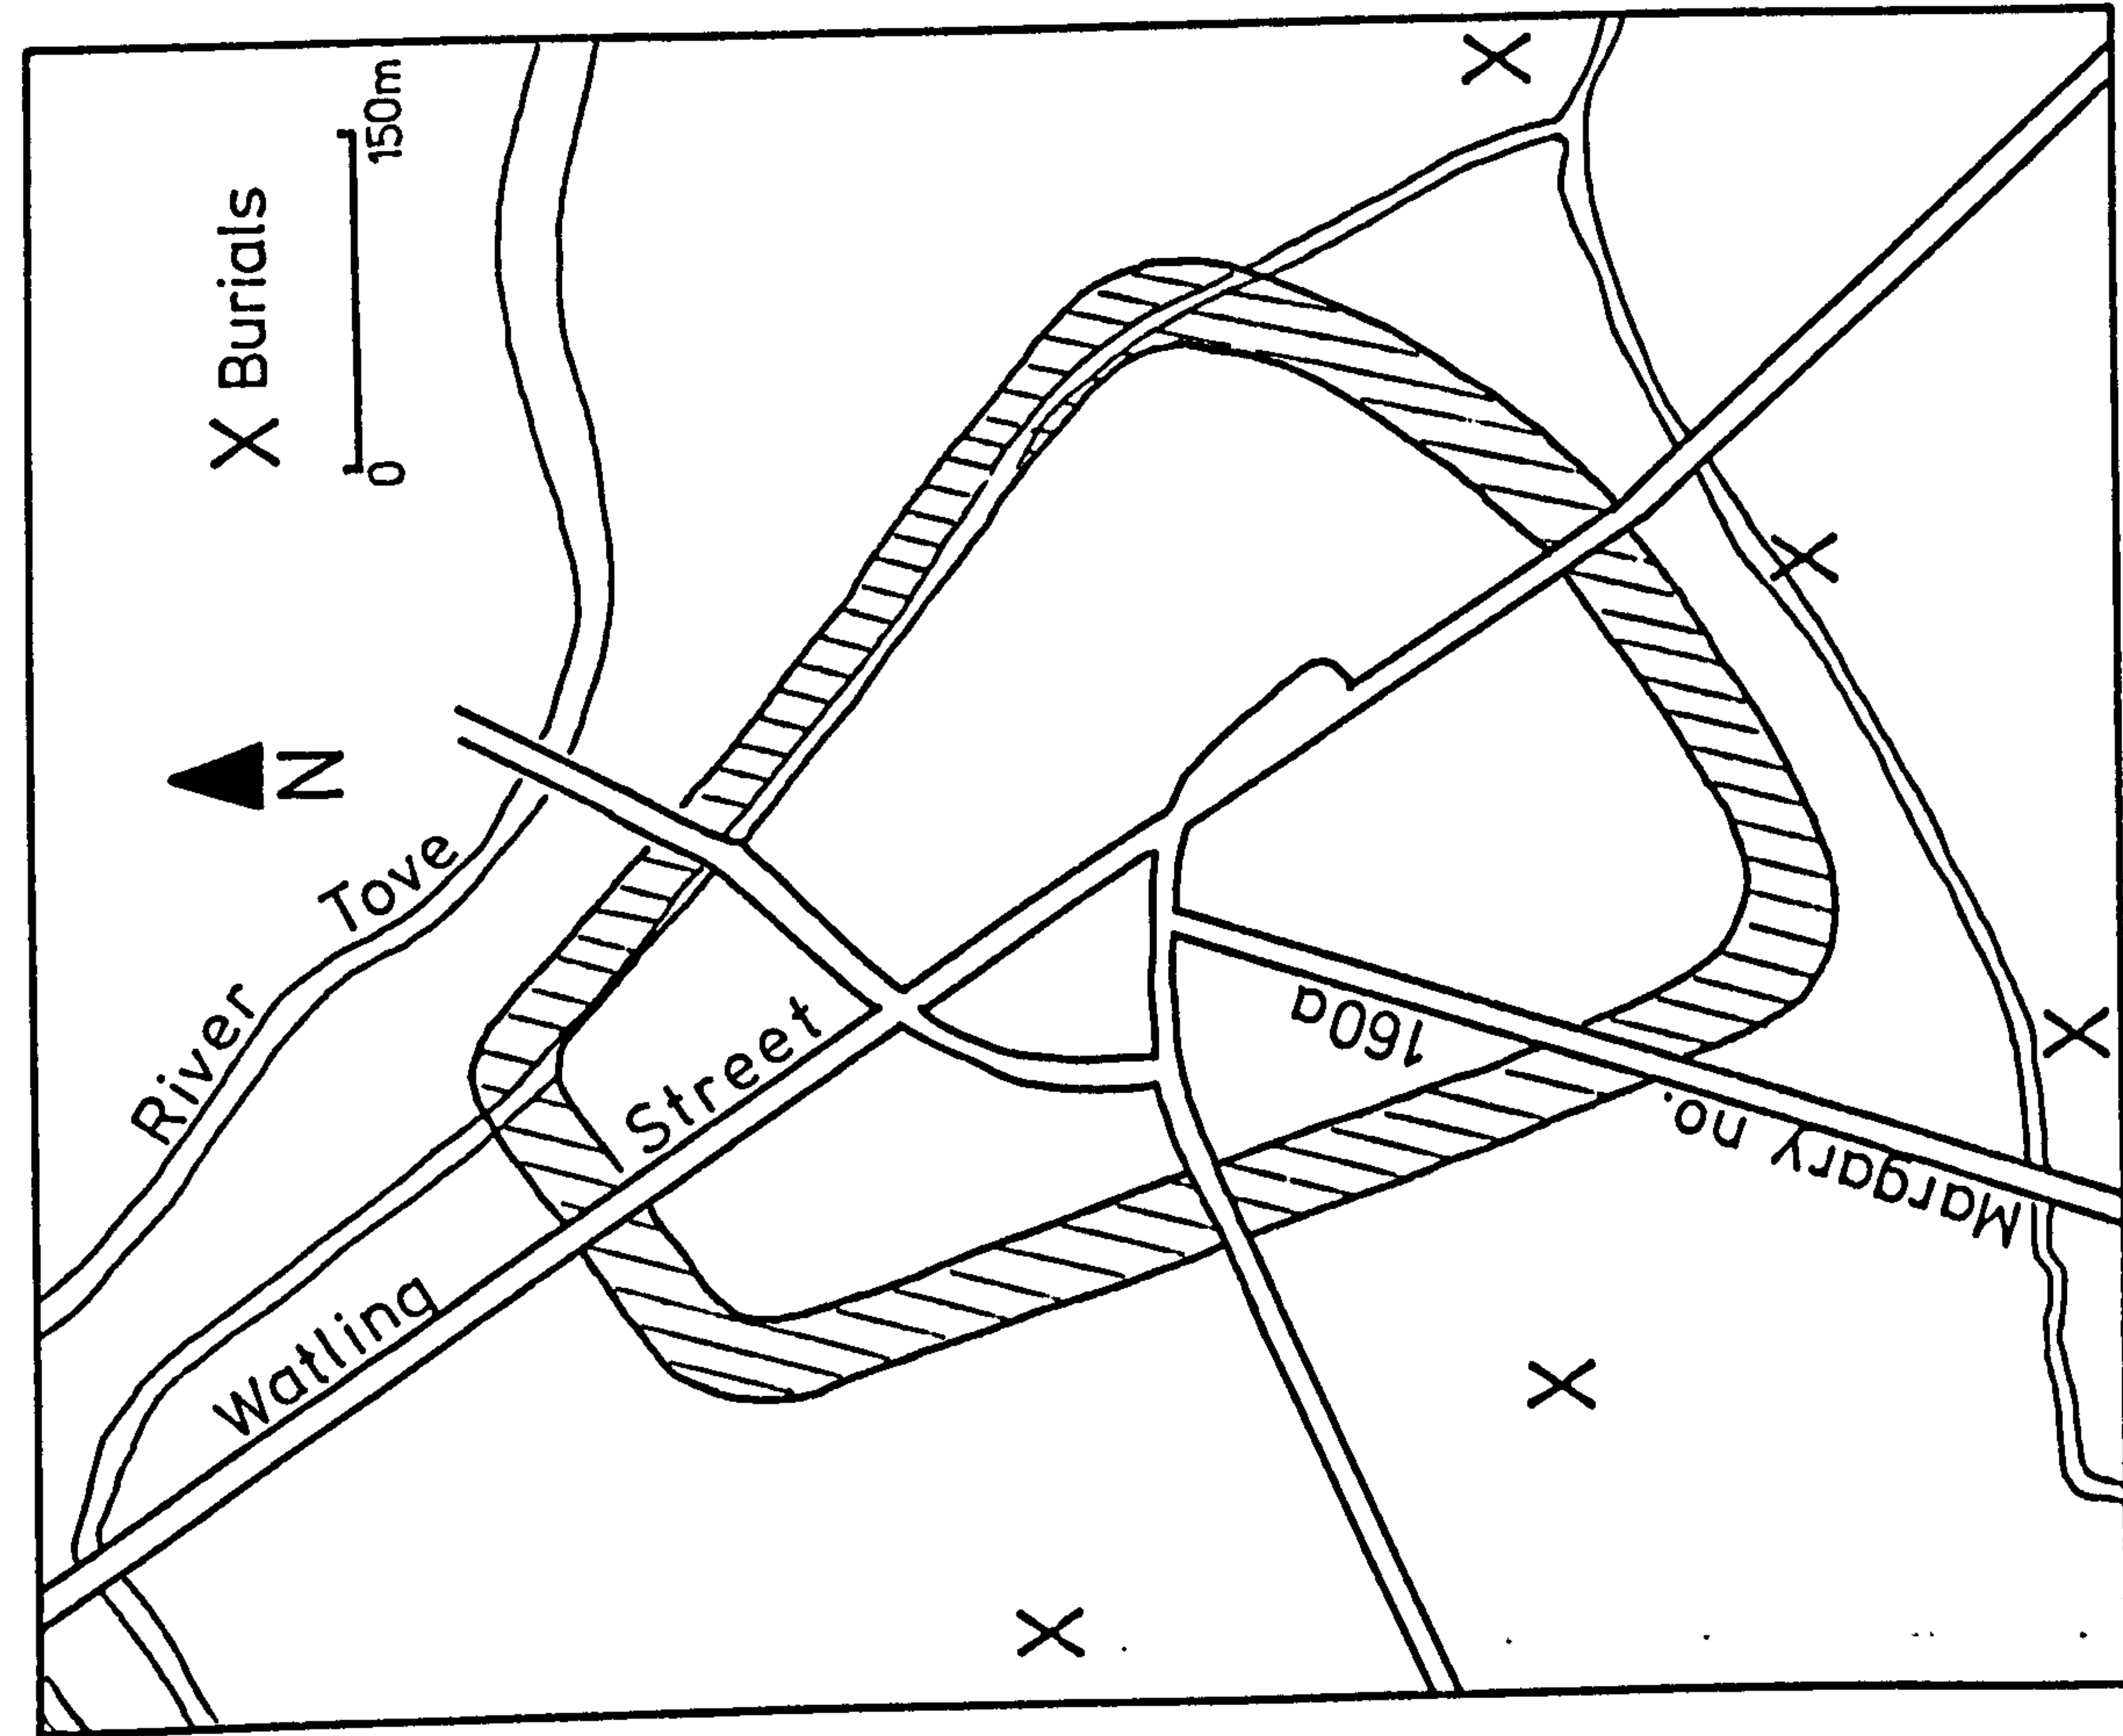 X Burials
0 150m
N
River Tove
Watling Street
Margary no. 160a